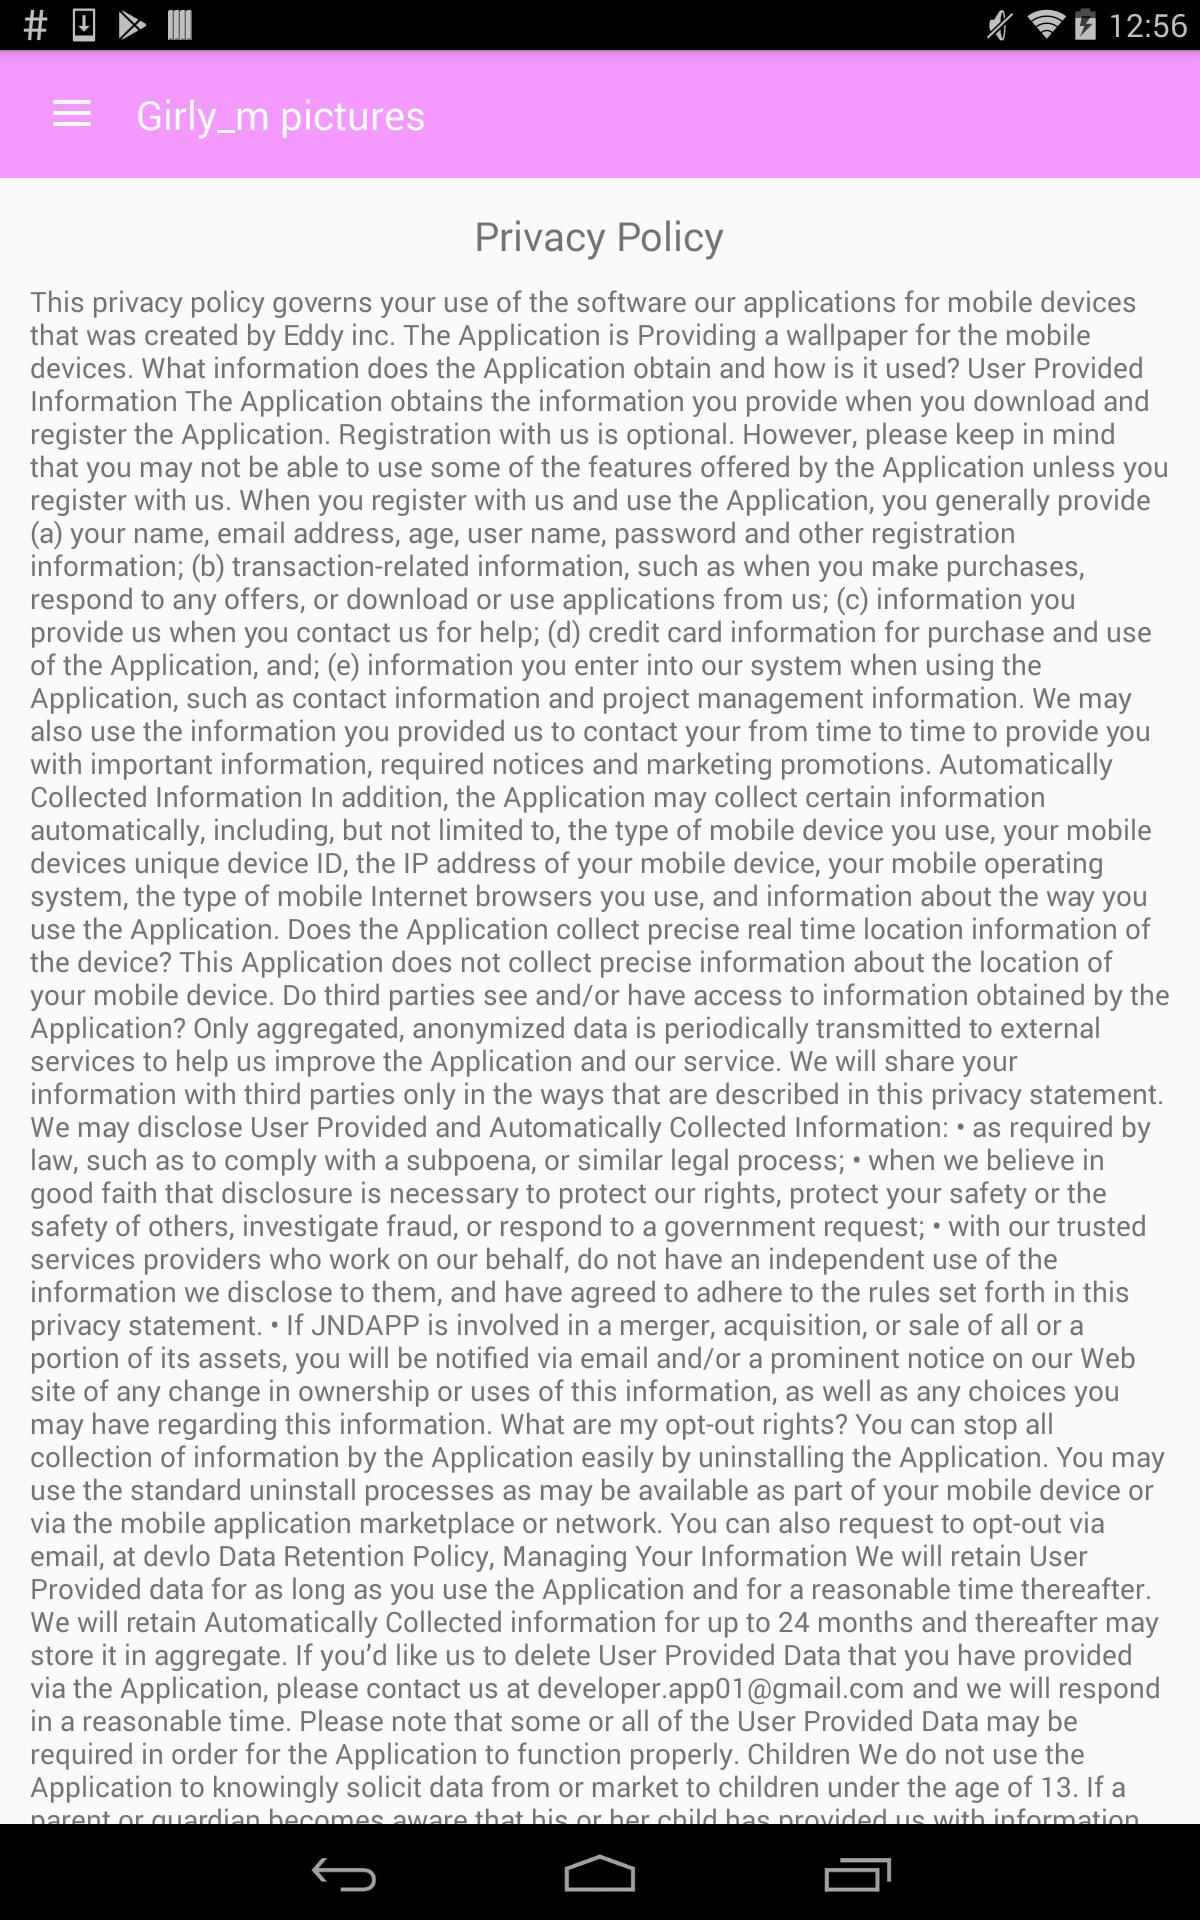 12:56
Girly_m pictures
Privacy Policy
This privacy policy governs your use of the software our applications for mobile devices
that was created by Eddy inc. The Application is Providing a wallpaper for the mobile
devices. What information does the Application obtain and how is it used? User Provided
Information The Application obtains the information you provide when you download and
register the Application. Registration with us is optional. However, please keep in mind
that you may not be able to use some of the features offered by the Application unless you
register with us. When you register with us and use the Application, you generally provide
(a) your name, email address, age, user name, password and other registration
information; (b) transaction-related information, such as when you make purchases,
respond to any offers, or download or use applications from us; (c) information you
provide us when you contact us for help; (d) credit card information for purchase and use
of the Application, and; (e) information you enter into our system when using the
Application, such as contact information and project management information. We may
also use the information you provided us to contact your from time to time to provide you
with important information, required notices and marketing promotions. Automatically
Collected Information In addition, the Application may collect certain information
automatically, including, but not limited to, the type of mobile device you use, your mobile
devices unique device ID, the IP address of your mobile device, your mobile operating
system, the type of mobile Internet browsers you use, and information about the way you
use the Application. Does the Application collect precise real time location information of
the device? This Application does not collect precise information about the location of
your mobile device. Do third parties see and/or have access to information obtained by the
Application? Only aggregated, anonymized data is periodically transmitted to external
services to help us improve the Application and our service. We will share your
information with third parties only in the ways that are described in this privacy statement.
We may disclose User Provided and Automatically Collected Information: • as required by
law, such as to comply with a subpoena, or similar legal process; • when we believe in
good faith that disclosure is necessary to protect our rights, protect your safety or the
safety of others, investigate fraud, or respond to a government request; • with our trusted
services providers who work on our behalf, do not have an independent use of the
information we disclose to them, and have agreed to adhere to the rules set forth in this
privacy statement. • If JNDAPP is involved in a merger, acquisition, or sale of all or a
portion of its assets, you will be notified via email and/or a prominent notice on our Web
site of any change in ownership or uses of this information, as well as any choices you
may have regarding this information. What are my opt-out rights? You can stop all
collection of information by the Application easily by uninstalling the Application. You may
use the standard uninstall processes as may be available as part of your mobile device or
via the mobile application marketplace or network. You can also request to opt-out via
email, at devlo Data Retention Policy, Managing Your Information We will retain User
Provided data for as long as you use the Application and for a reasonable time thereafter.
We will retain Automatically Collected information for up to 24 months and thereafter may
store it in aggregate. If you’d like us to delete User Provided Data that you have provided
via the Application, please contact us at developer.app01@gmail.com and we will respond
in a reasonable time. Please note that some or all of the User Provided Data may be
required in order for the Application to function properly. Children We do not use the
Application to knowingly solicit data from or market to children under the age of 13. If a
parent or guardian becomes aware that his or her child has provided us with information